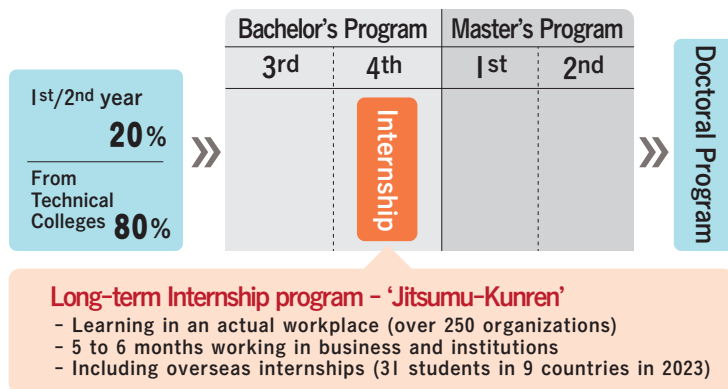 Bachelor's Program Master's Program
3rd 4th 1st 2nd
1st/2nd year
20%
From
Technical
Colleges 80%
»
Internship
»
Doctoral Program
Long-term Internship program - 'Jitsumu-Kunren'
- Learning in an actual workplace (over 250 organizations)
- 5 to 6 months working in business and institutions
- Including overseas internships (31 students in 9 countries in 2023)